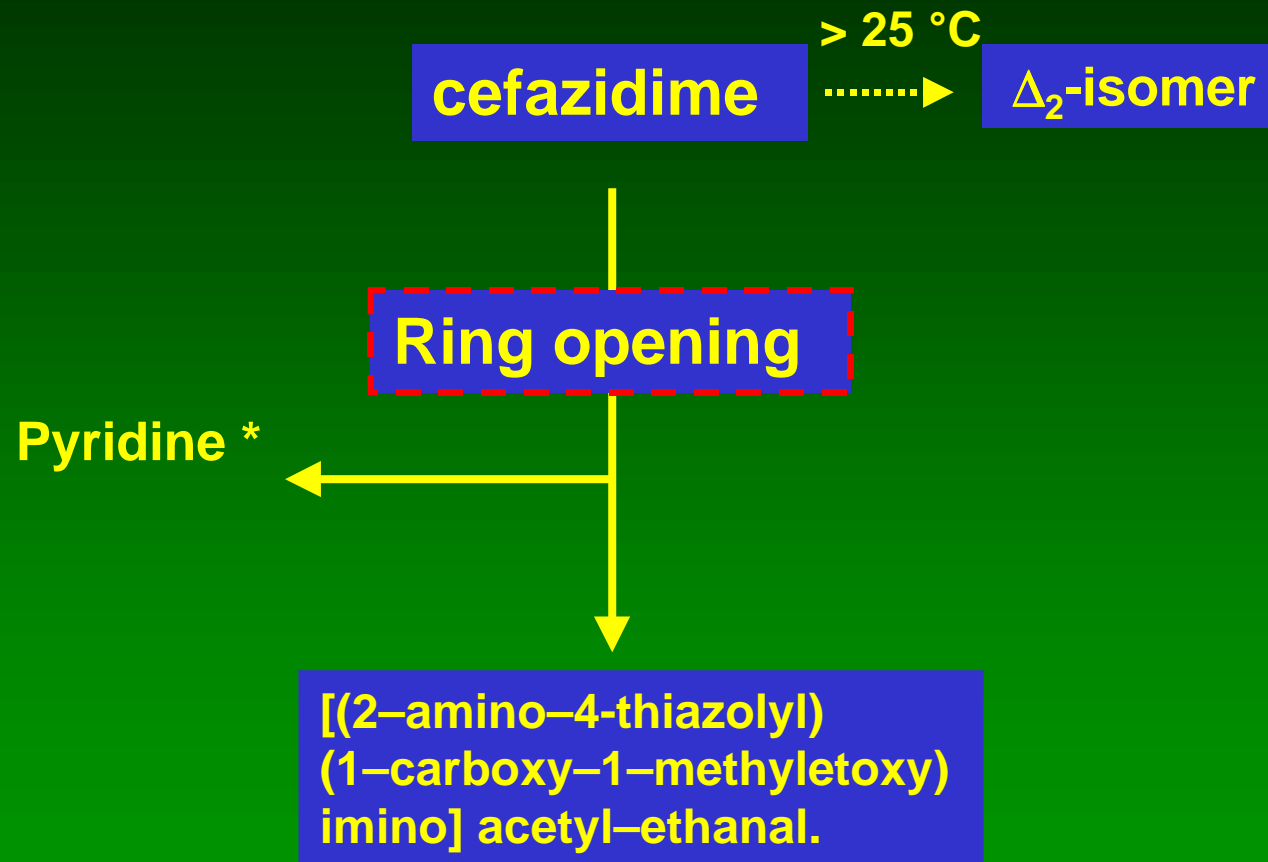 > 25 °C
cefazidime
Δ₂-isomer
Ring opening
Pyridine *
[(2–amino–4-thiazolyl)
(1–carboxy–1–methyletoxy)
imino] acetyl–ethanal.